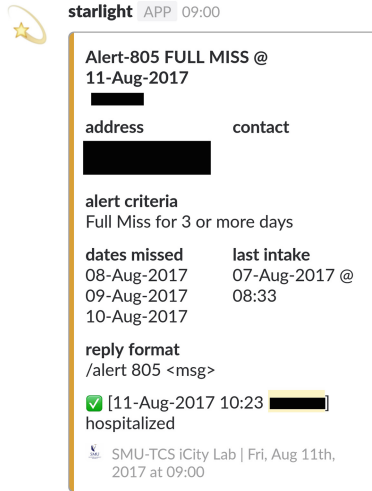 starlight APP 09:00
Alert-805 FULL MISS @
11-Aug-2017
address contact
alert criteria
Full Miss for 3 or more days
dates missed last intake
08-Aug-2017 07-Aug-2017 @
09-Aug-2017 08:33
10-Aug-2017
reply format
/alert 805 <msg>
[11-Aug-2017 10:23 ]
hospitalized
SMU-TCS iCity Lab | Fri, Aug 11th,
2017 at 09:00